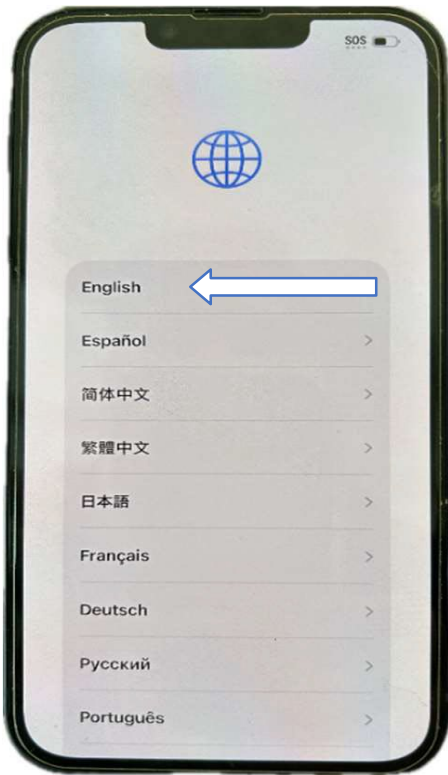 SOS
English
Español
简体中文
繁體中文
日本語
Français
Deutsch
Русский
Português